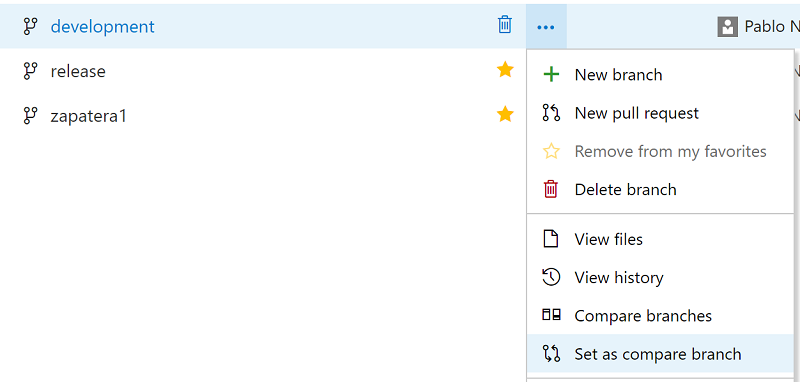 development ... Pablo N
release
zapatera1
New branch
New pull request
Remove from my favorites
Delete branch
View files
View history
Compare branches
Set as compare branch